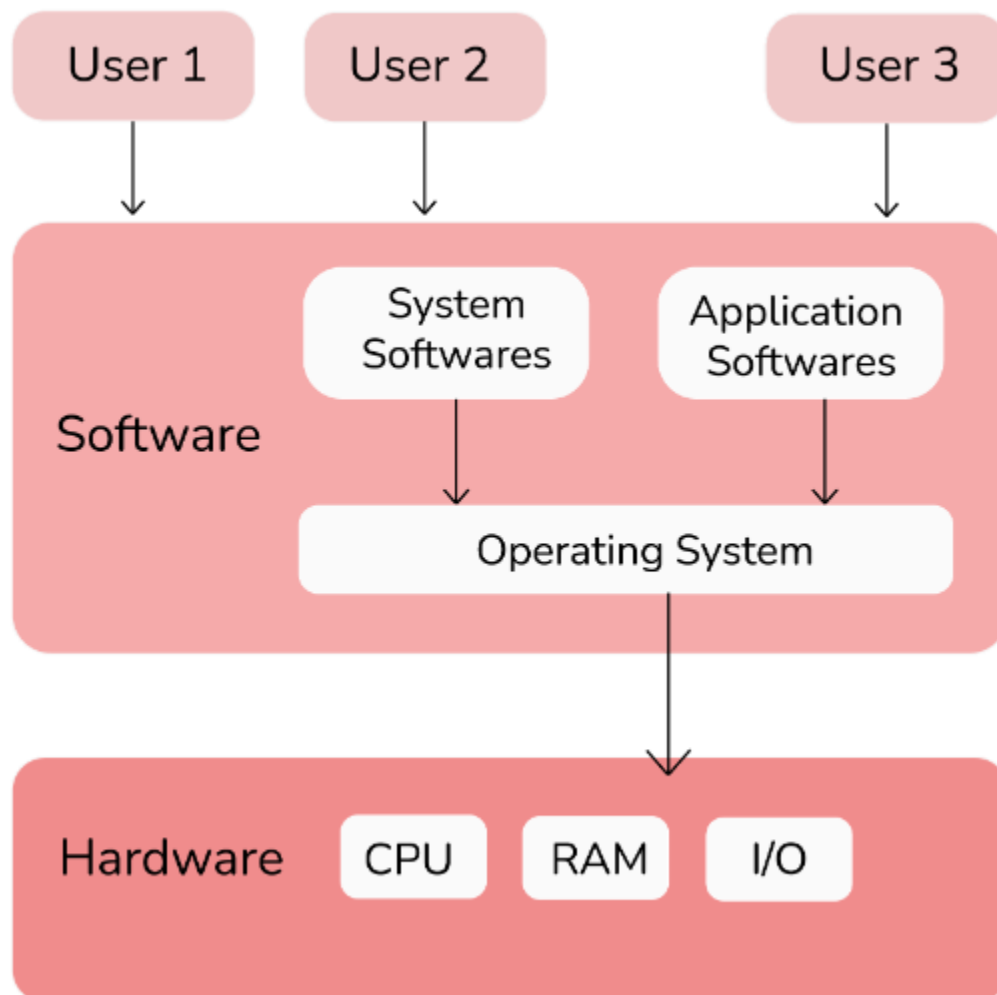 User 1
User 2
User 3
System
Softwares
Application
Softwares
Software
Operating System
Hardware
CPU
RAM
I/O